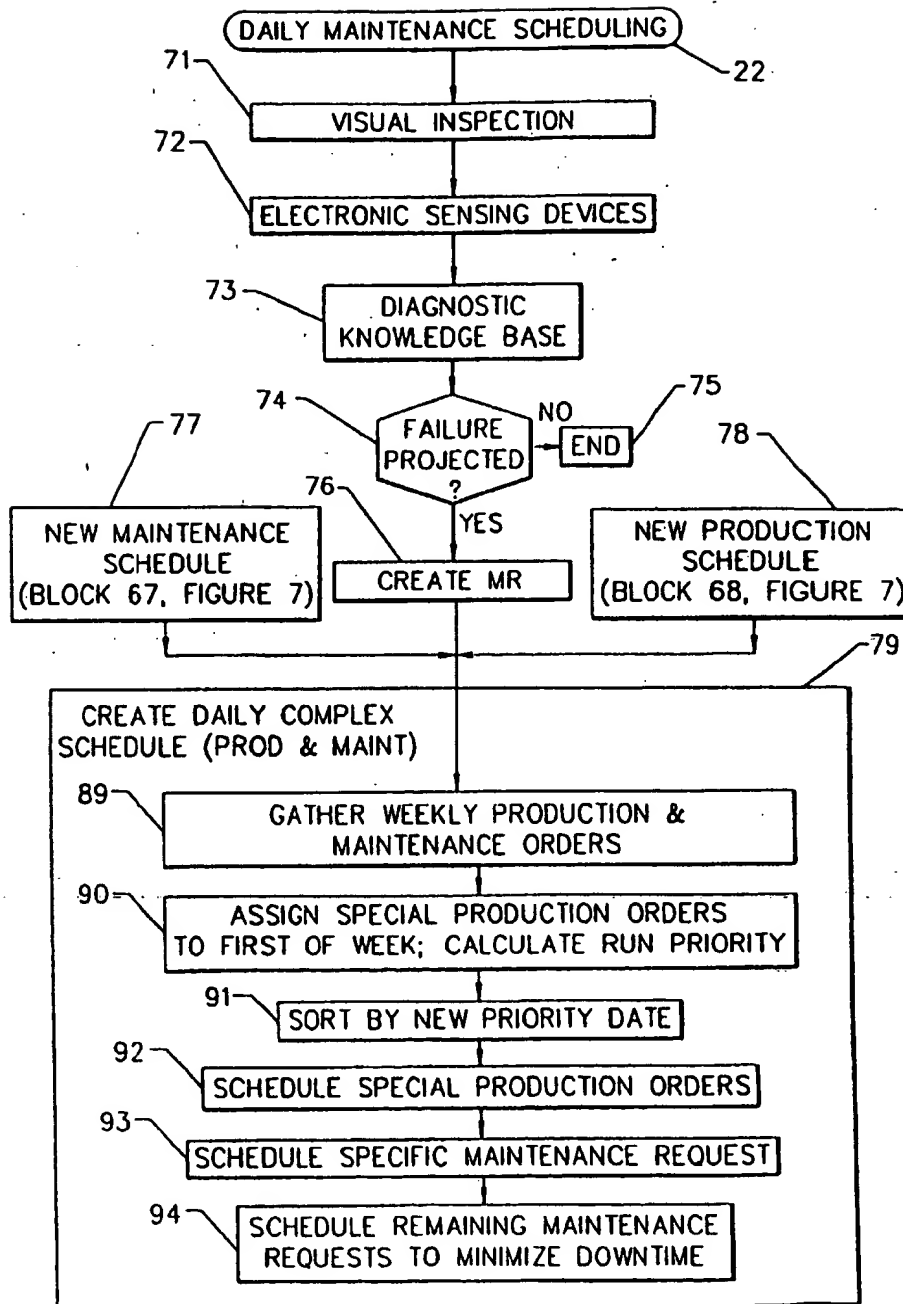 DAILY MAINTENANCE SCHEDULING
22
71
VISUAL INSPECTION
72
ELECTRONIC SENSING DEVICES
73
DIAGNOSTIC
KNOWLEDGE BASE
74
FAILURE
PROJECTED
?
NO
END
75
YES
76
CREATE MR
77
NEW MAINTENANCE
SCHEDULE
(BLOCK 67, FIGURE 7)
78
NEW PRODUCTION
SCHEDULE
(BLOCK 68, FIGURE 7)
79
CREATE DAILY COMPLEX
SCHEDULE (PROD & MAINT)
89
GATHER WEEKLY PRODUCTION &
MAINTENANCE ORDERS
90
ASSIGN SPECIAL PRODUCTION ORDERS
TO FIRST OF WEEK; CALCULATE RUN PRIORITY
91
SORT BY NEW PRIORITY DATE
92
SCHEDULE SPECIAL PRODUCTION ORDERS
93
SCHEDULE SPECIFIC MAINTENANCE REQUEST
94
SCHEDULE REMAINING MAINTENANCE
REQUESTS TO MINIMIZE DOWNTIME